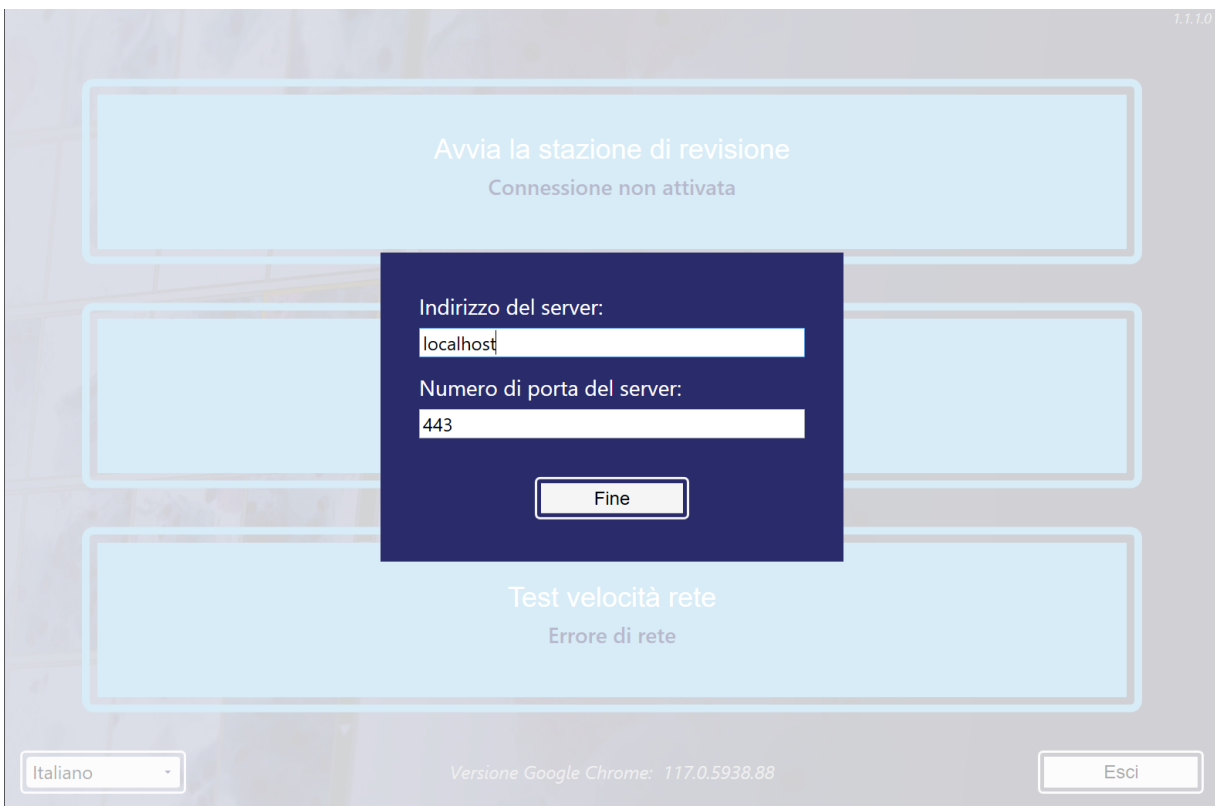 1.1.1.0
Avvia la stazione di revisione
Connessione non attivata
Indirizzo del server:
localhost
Numero di porta del server:
443
Fine
Test velocità rete
Errore di rete
Italiano
Versione Google Chrome: 117.0.5938.88
Esci